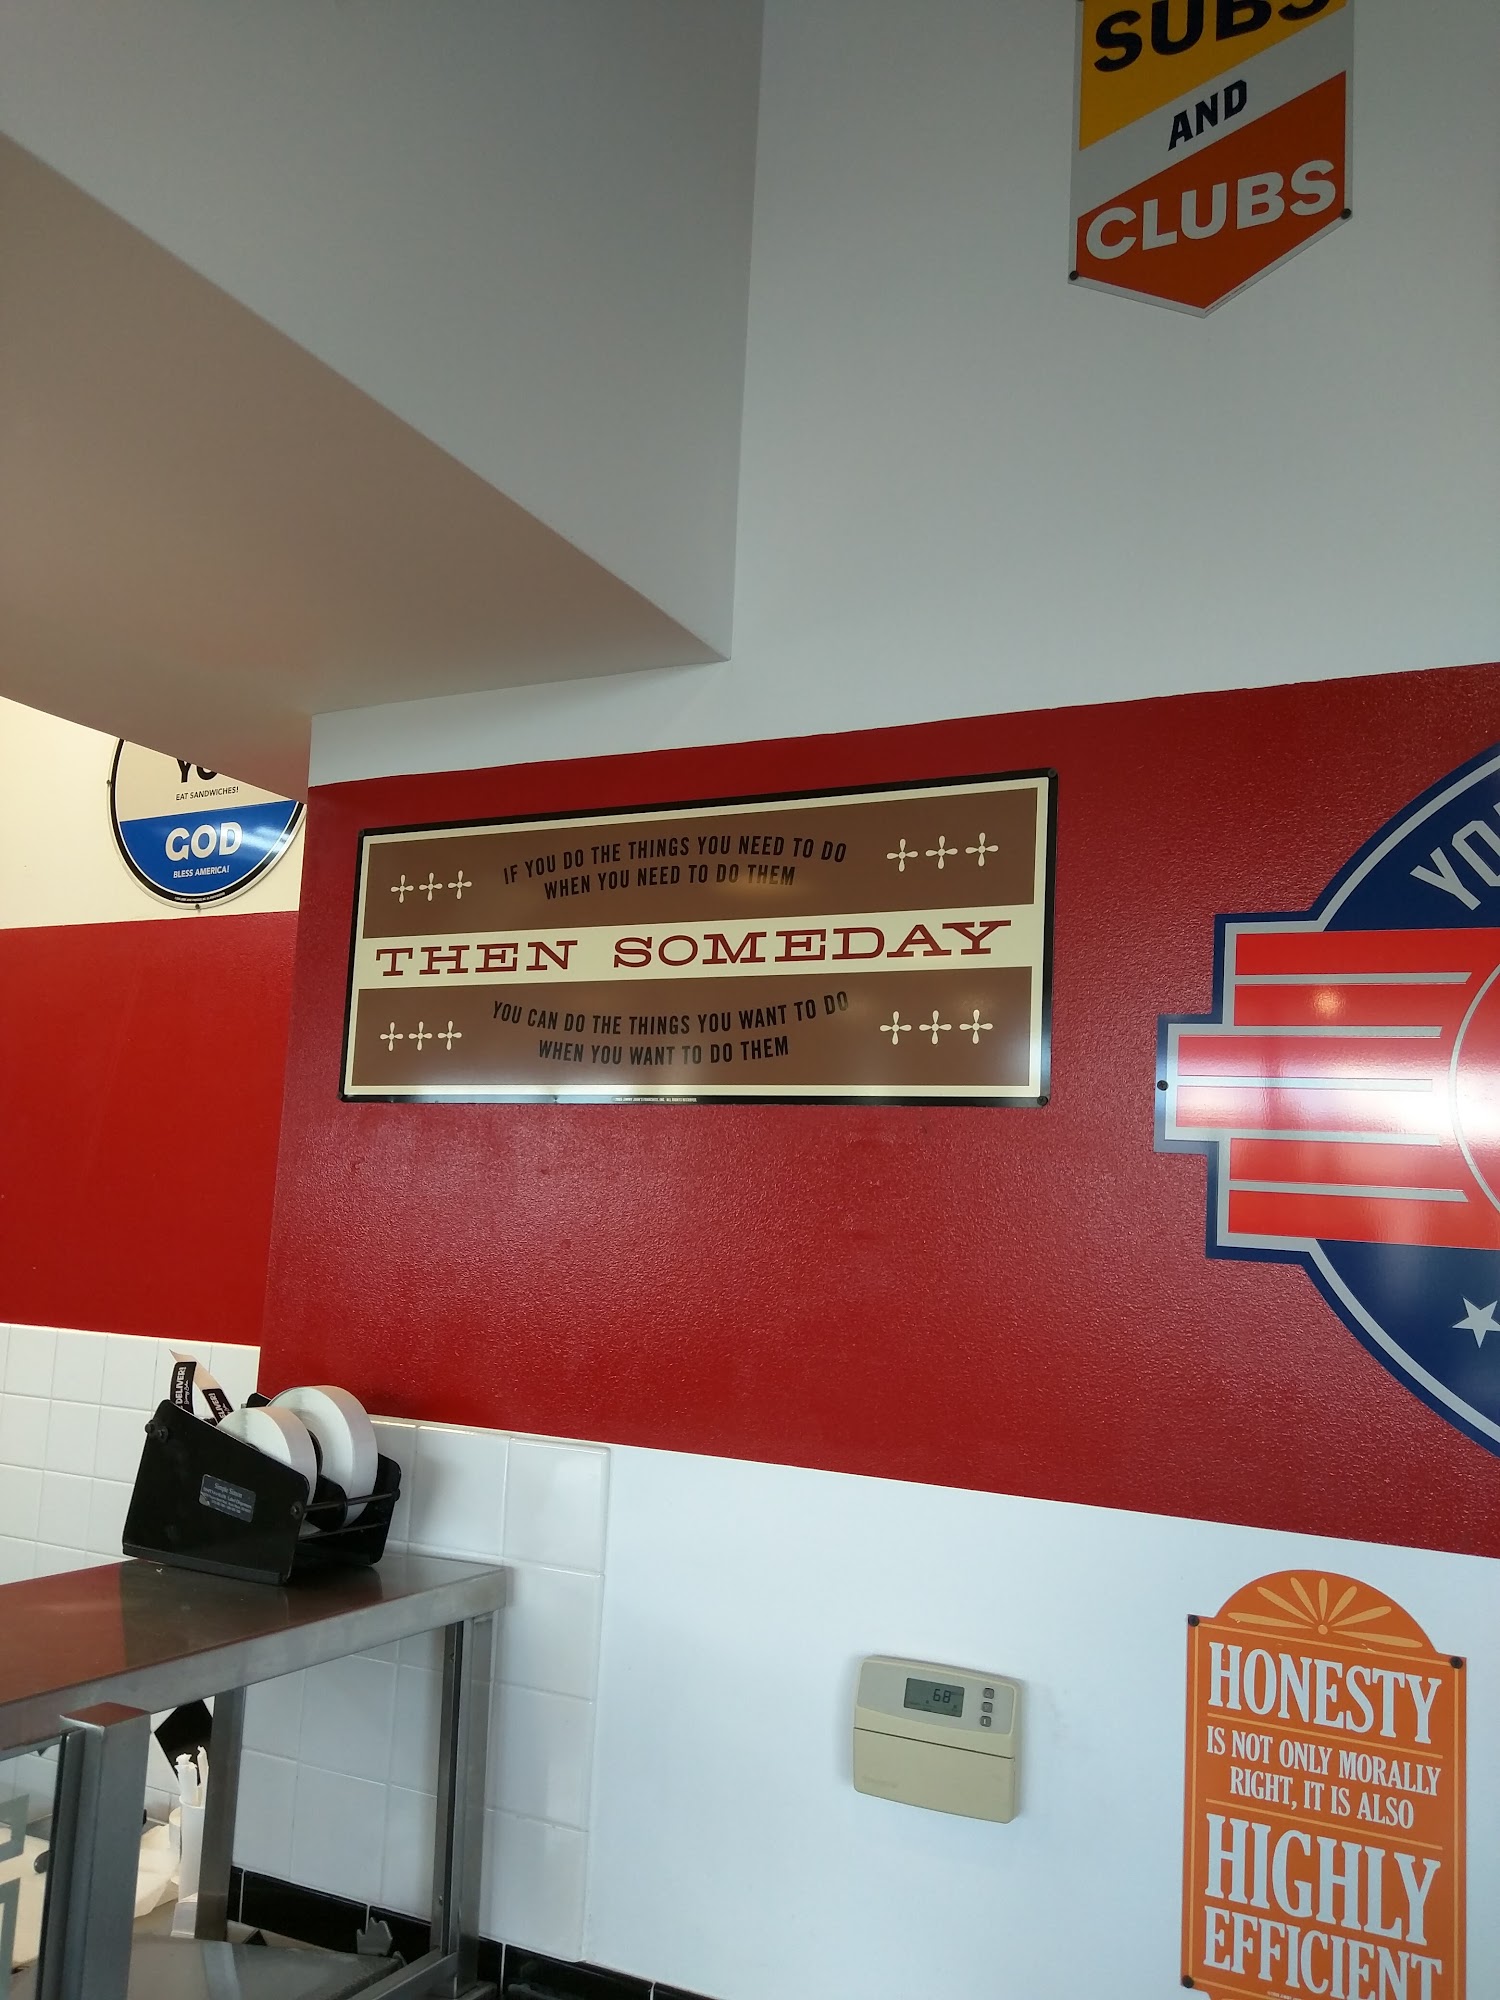 SUBS
AND
CLUBS
EAT SANDWICHES!
GOD
BLESS AMERICA!
IF YOU DO THE THINGS YOU NEED TO DO
WHEN YOU NEED TO DO THEM
THEN SOMEDAY
YOU CAN DO THE THINGS YOU WANT TO DO
WHEN YOU WANT TO DO THEM
DELIVER!
68
HONESTY
IS NOT ONLY MORALLY
RIGHT, IT IS ALSO
HIGHLY
EFFICIENT